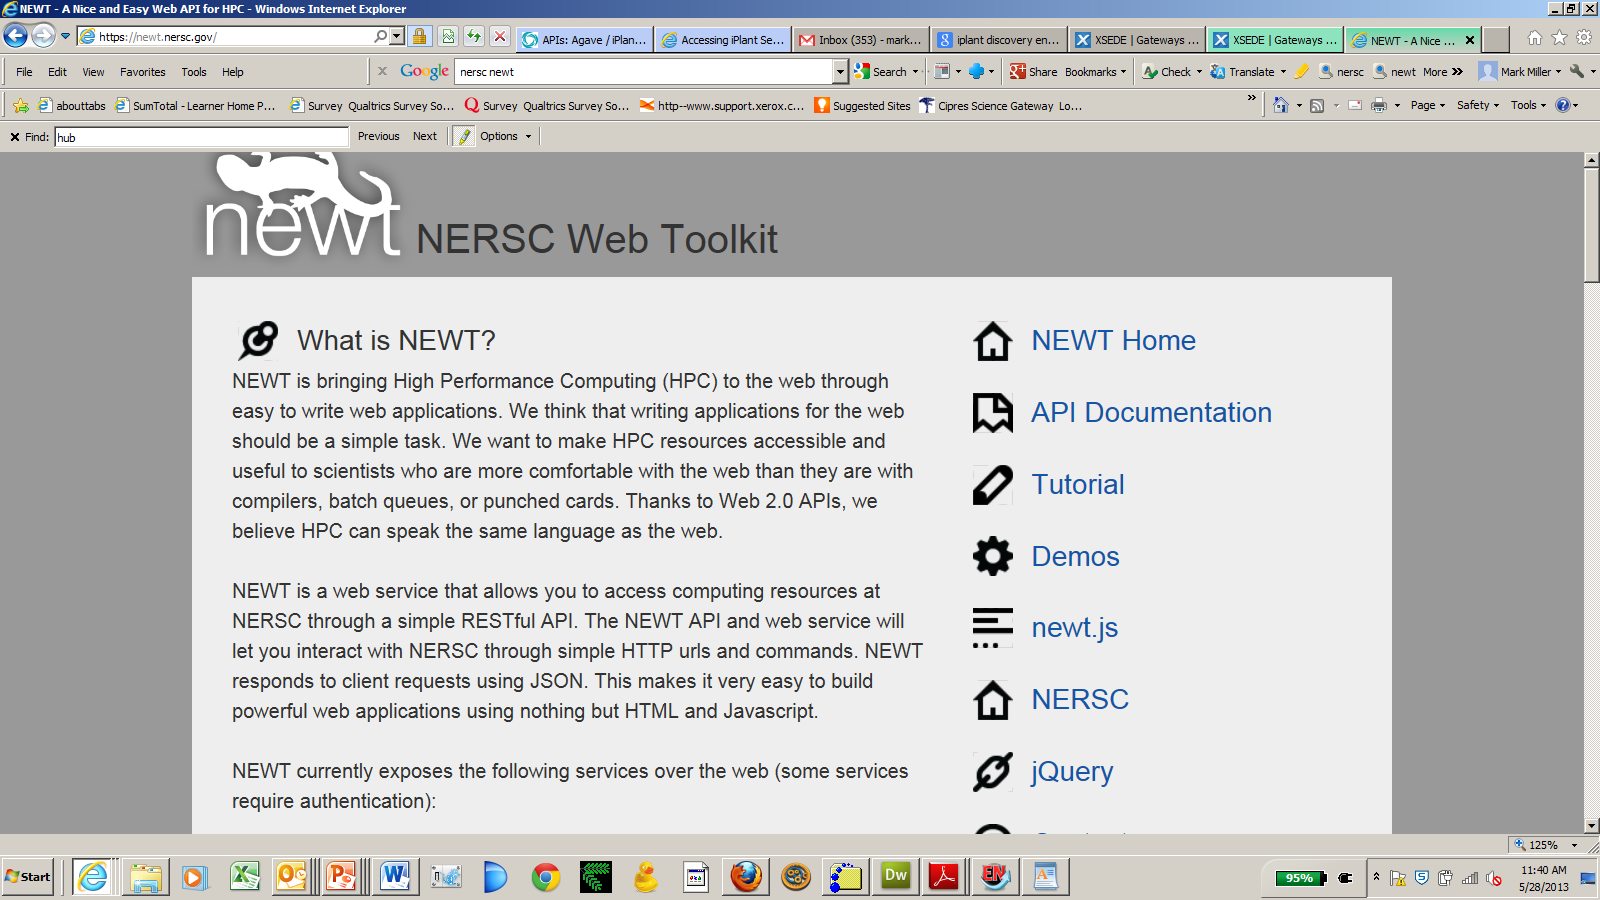 NEWT - A Nice and Easy Web API for HPC - Windows Internet Explorer
https://newt.nersc.gov/
APIs: Agave / iPlan...
Accessing iPlant Se...
Inbox (353) - mark...
iplant discovery en...
XSEDE | Gateways ...
XSEDE | Gateways ...
NEWT - A Nice ...
File Edit View Favorites Tools Help
Google nersc newt Search Share Bookmarks Check Translate nersc newt More Mark Miller
abouttabs SumTotal - Learner Home P... Survey Qualtrics Survey So... Survey Qualtrics Survey So... http--www.support.xerox.c... Suggested Sites Cipres Science Gateway Lo... Page Safety Tools
Find: hub Previous Next Options
newt NERSC Web Toolkit
What is NEWT?
NEWT is bringing High Performance Computing (HPC) to the web through
easy to write web applications. We think that writing applications for the web
should be a simple task. We want to make HPC resources accessible and
useful to scientists who are more comfortable with the web than they are with
compilers, batch queues, or punched cards. Thanks to Web 2.0 APIs, we
believe HPC can speak the same language as the web.
NEWT is a web service that allows you to access computing resources at
NERSC through a simple RESTful API. The NEWT API and web service will
let you interact with NERSC through simple HTTP urls and commands. NEWT
responds to client requests using JSON. This makes it very easy to build
powerful web applications using nothing but HTML and Javascript.
NEWT currently exposes the following services over the web (some services
require authentication):
NEWT Home
API Documentation
Tutorial
Demos
newt.js
NERSC
jQuery
125%
Start
Dw
EN
95%
11:40 AM
5/28/2013